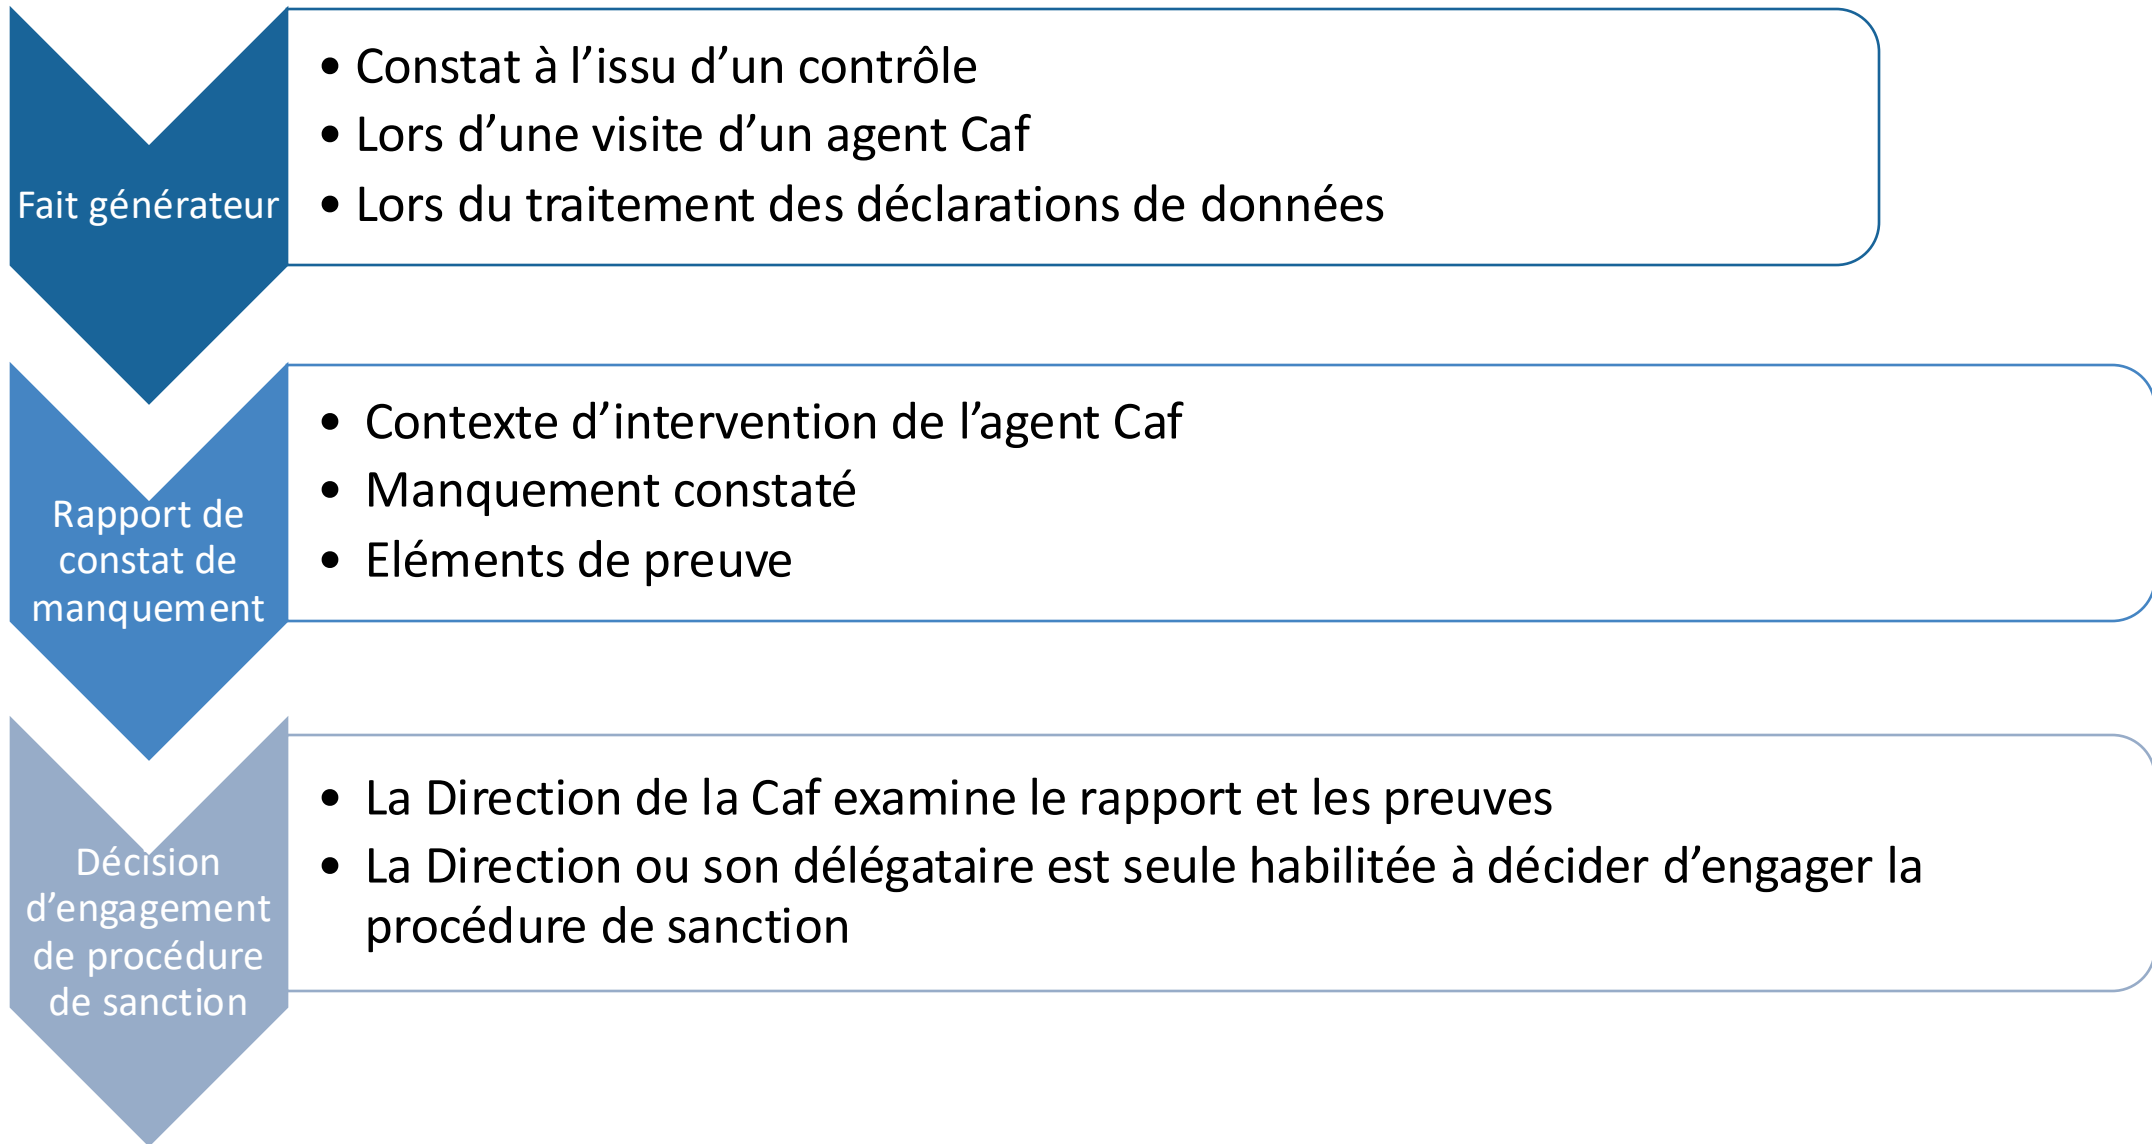 Fait générateur
• Constat à l’issu d’un contrôle
• Lors d’une visite d’un agent Caf
• Lors du traitement des déclarations de données
Rapport de
constat de
manquement
• Contexte d’intervention de l’agent Caf
• Manquement constaté
• Eléments de preuve
Décision
d’engagement
de procédure
de sanction
• La Direction de la Caf examine le rapport et les preuves
• La Direction ou son délégataire est seule habilitée à décider d’engager la
procédure de sanction